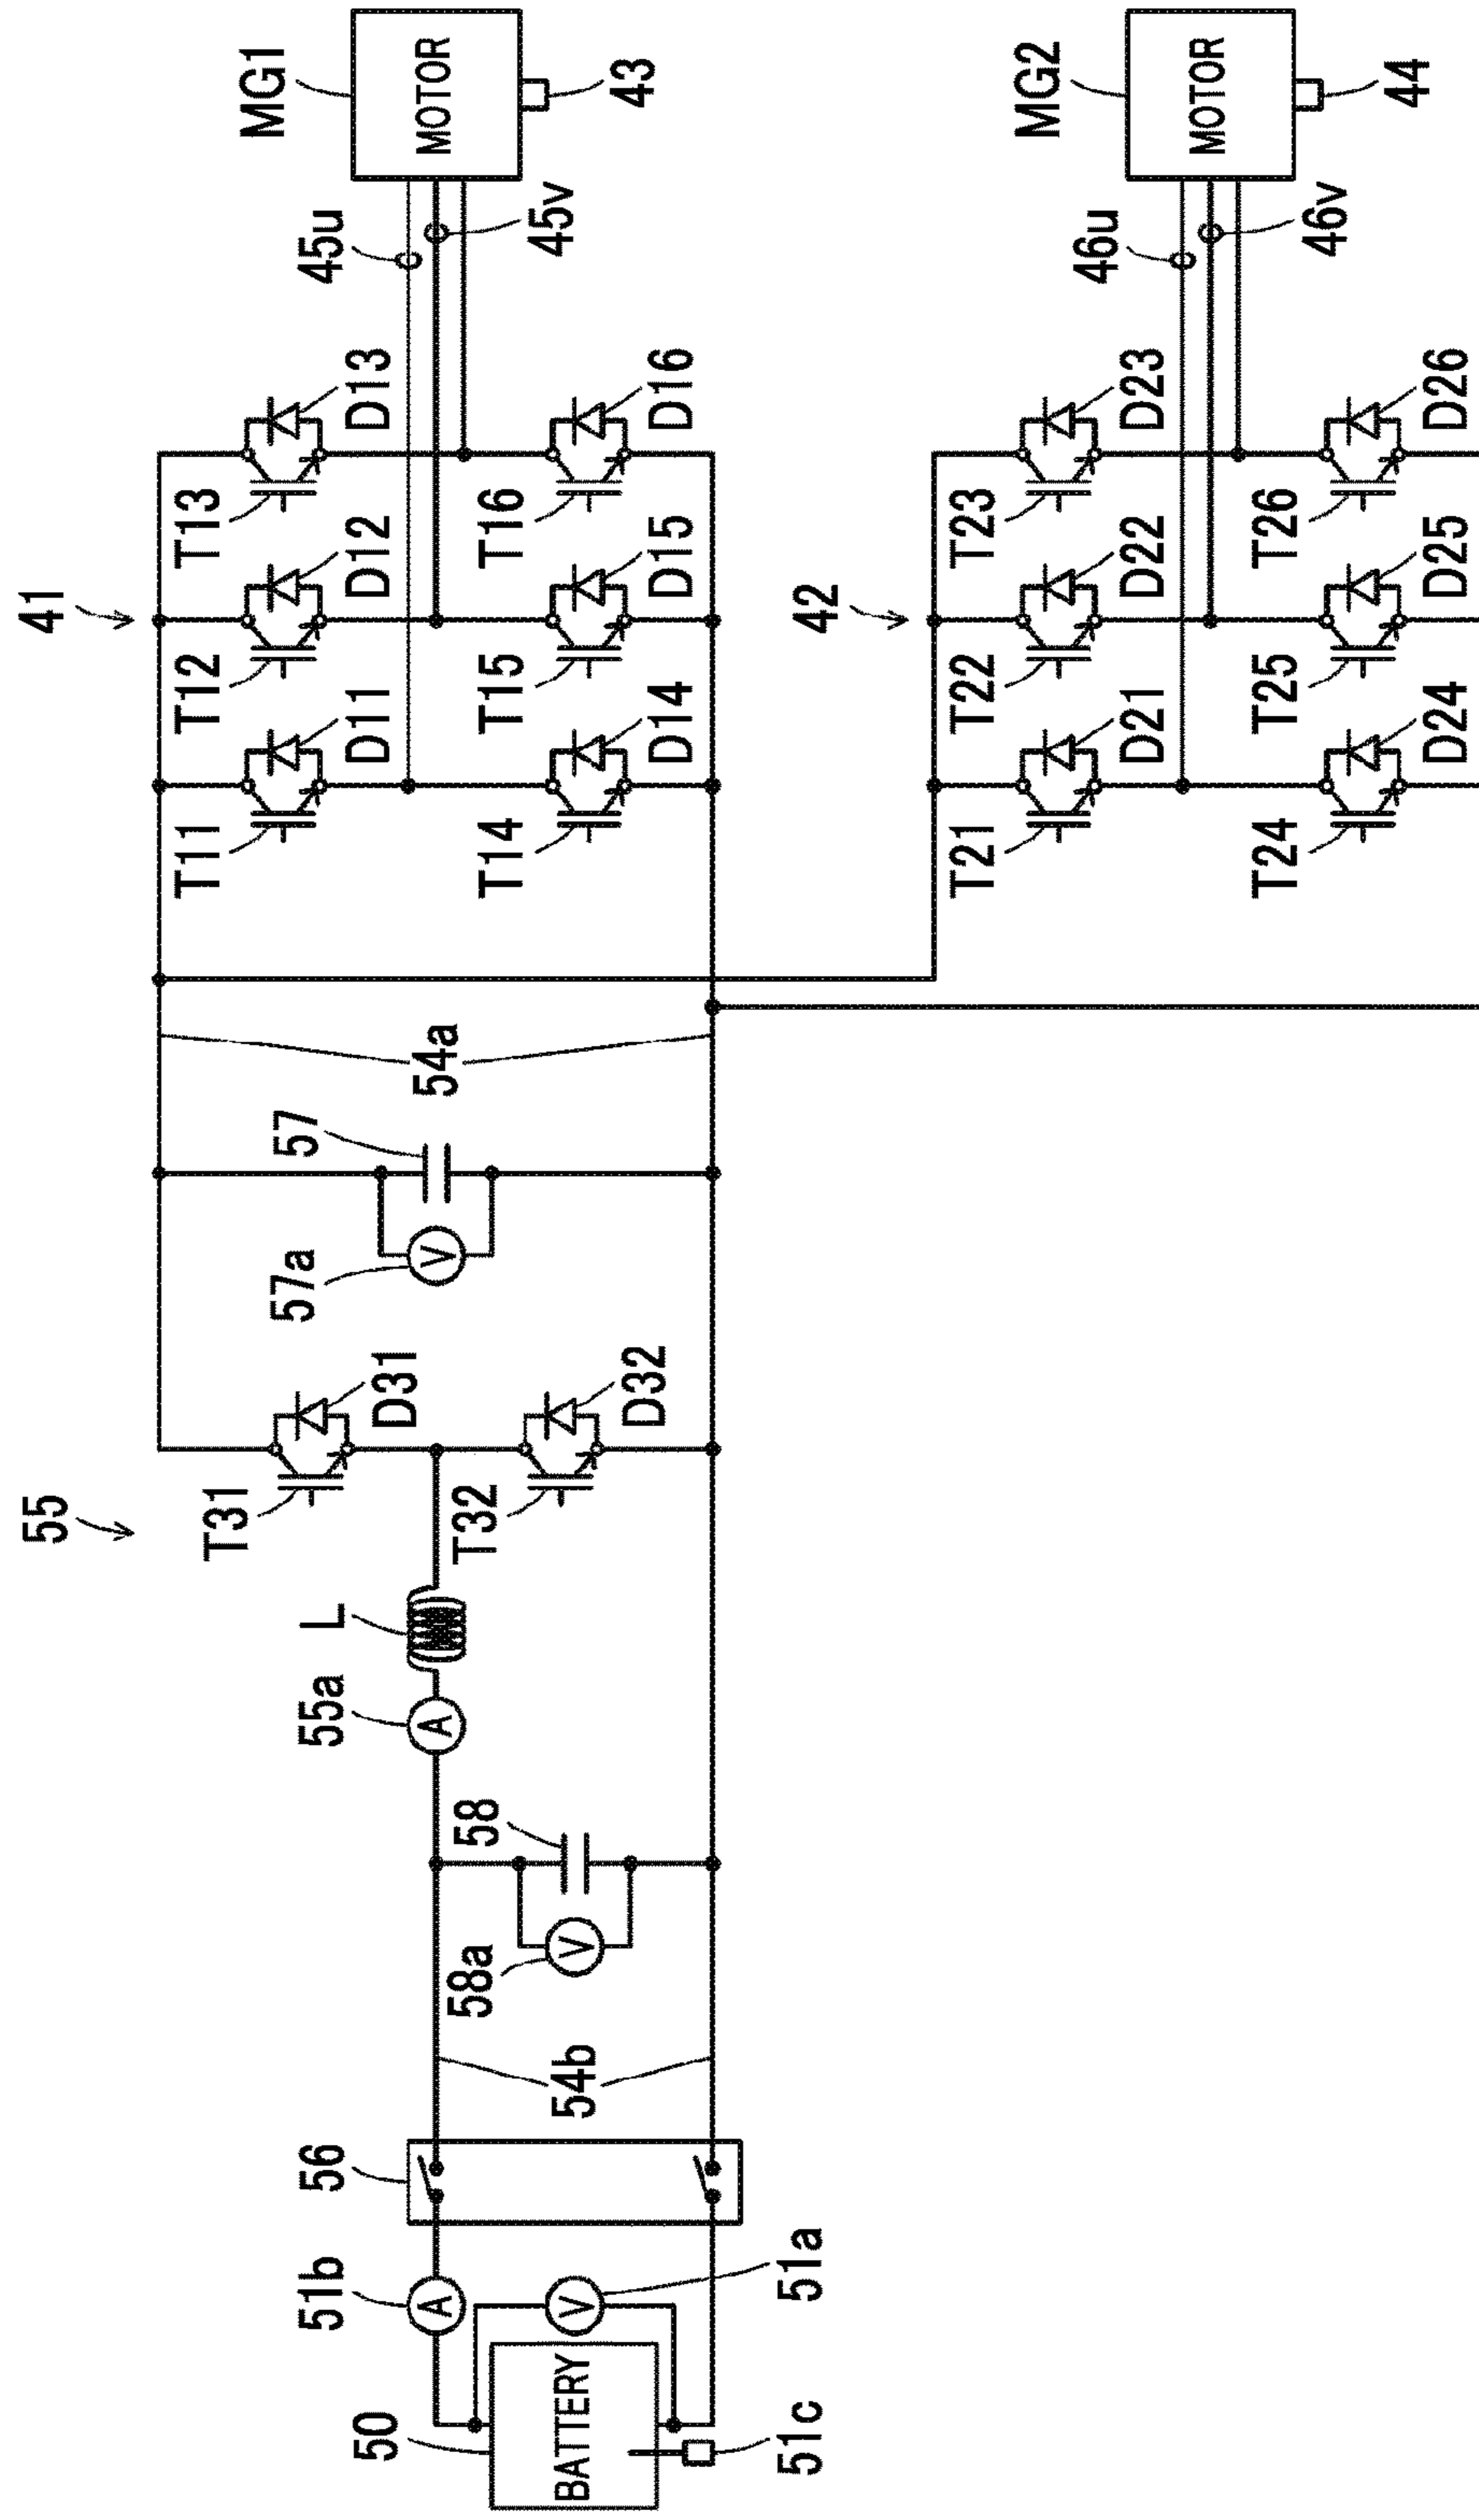 55
41
MG1
MOTOR
43
45u
45v
T11
T12
T13
D11
D12
D13
T14
T15
T16
D14
D15
D16
54a
57
57a
V
T31
D31
T32
D32
L
55a
A
58
58a
V
54b
56
51b
A
51a
V
50
BATTERY
51c
42
MG2
MOTOR
44
46u
46v
T21
T22
T23
D21
D22
D23
T24
T25
T26
D24
D25
D26